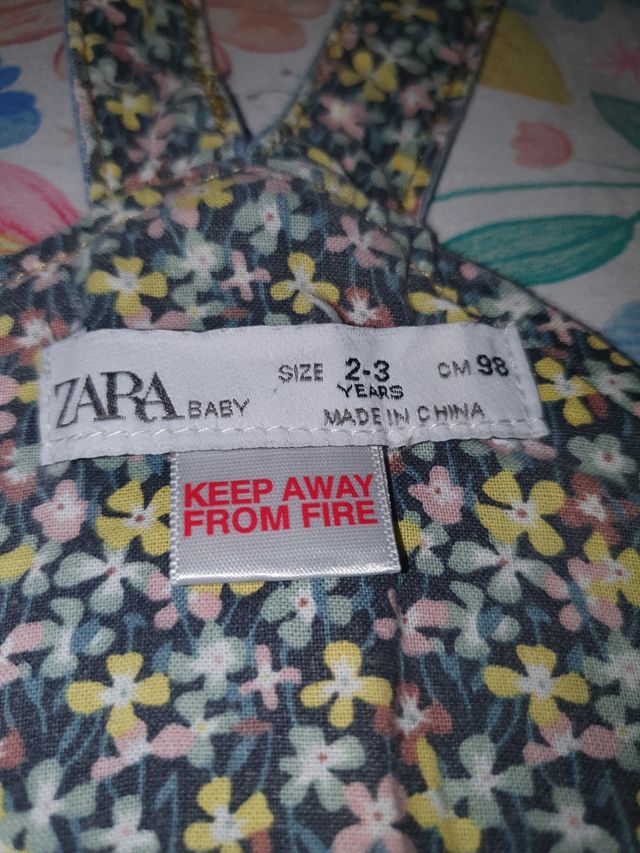 ZARA BABY SIZE 2-3 YEARS CM 98
MADE IN CHINA
KEEP AWAY
FROM FIRE